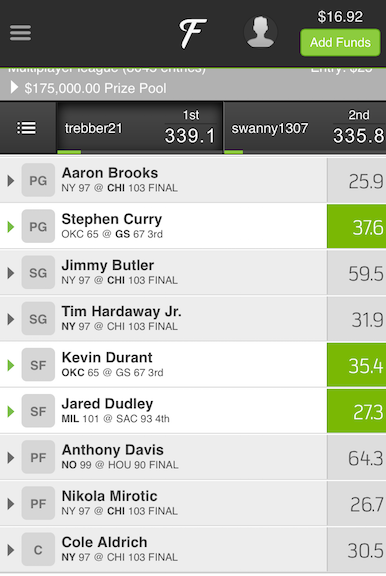 $16.92
F
Add Funds
Multiplayer league (8045 entries) Entry: $25
$175,000.00 Prize Pool
trebber21 1st 339.1
swanny1307 2nd 335.8
PG Aaron Brooks 25.9
NY 97 @ CHI 103 FINAL
PG Stephen Curry 37.6
OKC 65 @ GS 67 3rd
SG Jimmy Butler 59.5
NY 97 @ CHI 103 FINAL
SG Tim Hardaway Jr. 31.9
NY 97 @ CHI 103 FINAL
SF Kevin Durant 35.4
OKC 65 @ GS 67 3rd
SF Jared Dudley 27.3
MIL 101 @ SAC 93 4th
PF Anthony Davis 64.3
NO 99 @ HOU 90 FINAL
PF Nikola Mirotic 26.7
NY 97 @ CHI 103 FINAL
C Cole Aldrich 30.5
NY 97 @ CHI 103 FINAL